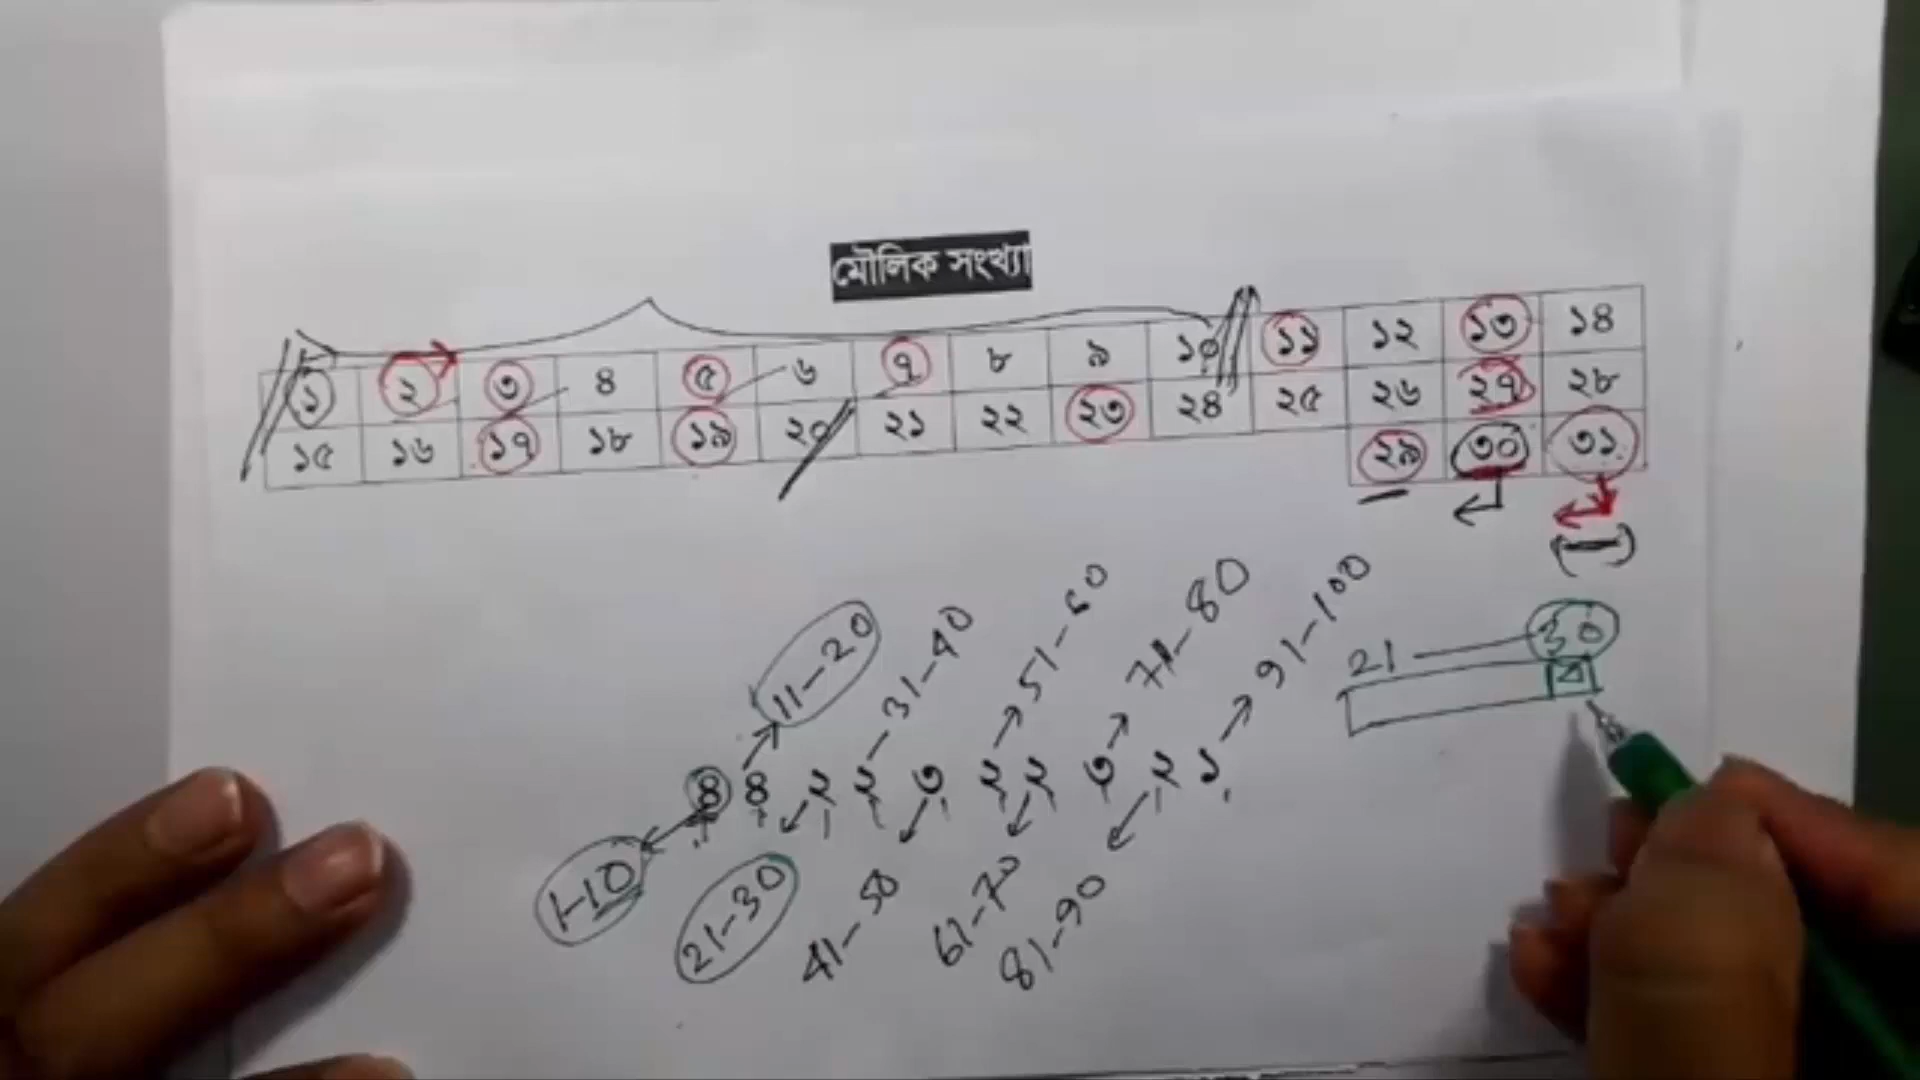 মৌলিক সংখ্যা
১ ২ ৩ ৪ ৫ ৬ ৭ ৮ ৯ ১০ ১১ ১২ ১৩ ১৪
১৫ ১৬ ১৭ ১৮ ১৯ ২০ ২১ ২২ ২৩ ২৪ ২৫ ২৬ ২৭ ২৮
২৯ ৩০ ৩১
11-20 31-40 51-60 71-80 91-100
21 30
৪ ৪ ২ ২ ৩ ২ ২ ৩ ২ ১
1-10 21-30 41-50 61-70 81-90